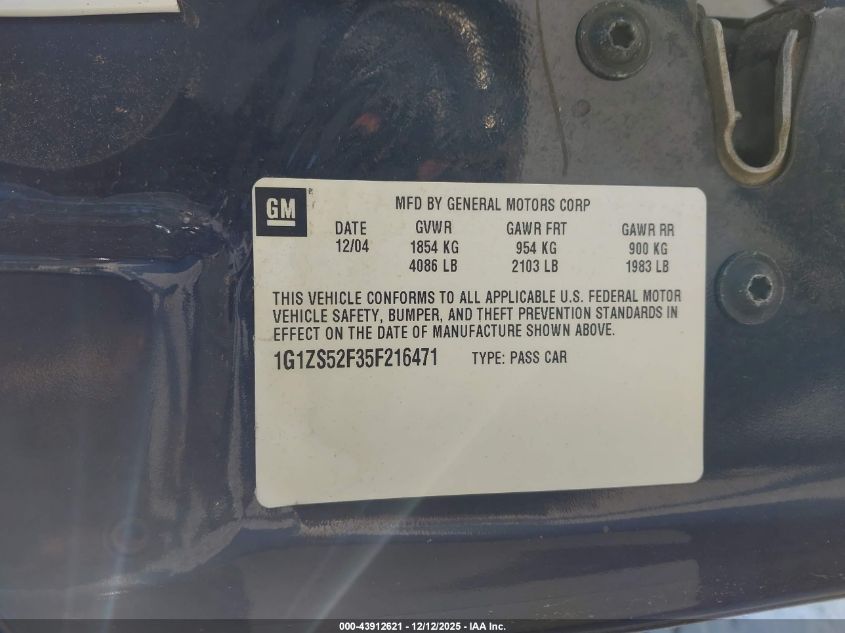 GM
MFD BY GENERAL MOTORS CORP
DATE GVWR GAWR FRT GAWR RR
12/04 1854 KG 954 KG 900 KG
4086 LB 2103 LB 1983 LB
THIS VEHICLE CONFORMS TO ALL APPLICABLE U.S. FEDERAL MOTOR
VEHICLE SAFETY, BUMPER, AND THEFT PREVENTION STANDARDS IN
EFFECT ON THE DATE OF MANUFACTURE SHOWN ABOVE.
1G1ZS52F35F216471 TYPE: PASS CAR
000-43912621 - 12/12/2025 - IAA Inc.